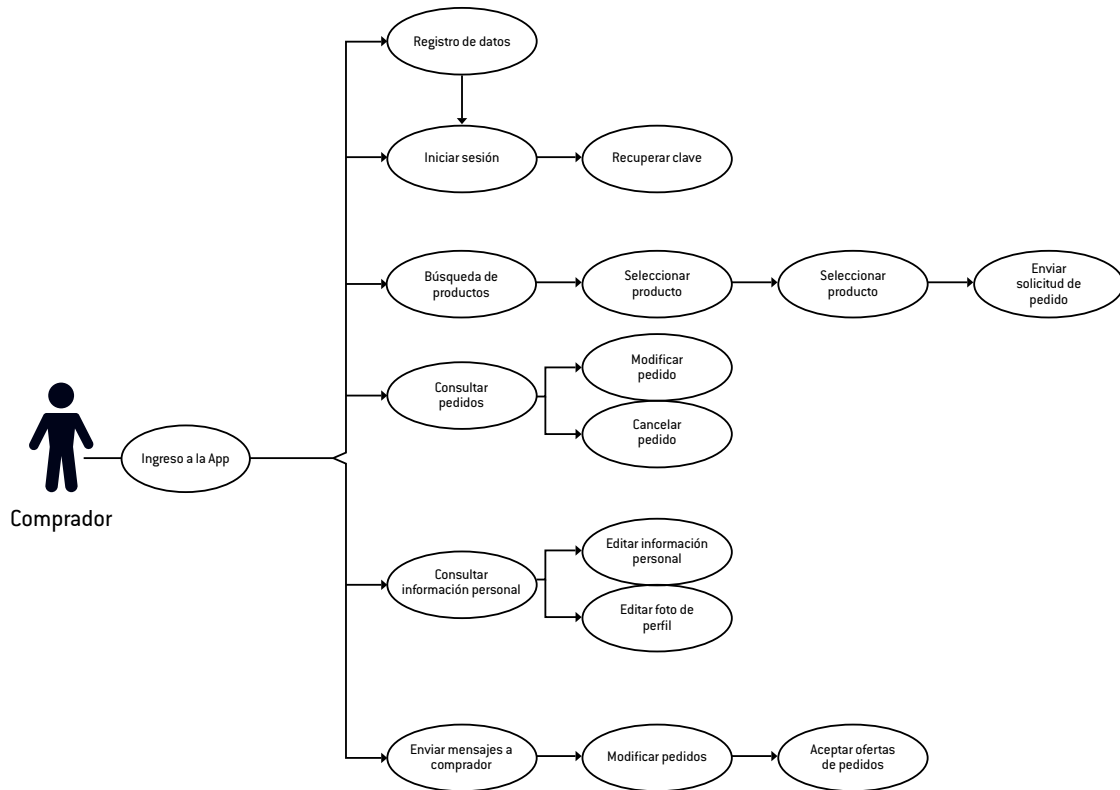 Registro de datos
Iniciar sesión
Recuperar clave
Búsqueda de
productos
Seleccionar
producto
Seleccionar
producto
Enviar
solicitud de
pedido
Consultar
pedidos
Modificar
pedido
Cancelar
pedido
Ingreso a la App
Comprador
Consultar
información personal
Editar información
personal
Editar foto de
perfil
Enviar mensajes a
comprador
Modificar pedidos
Aceptar ofertas
de pedidos